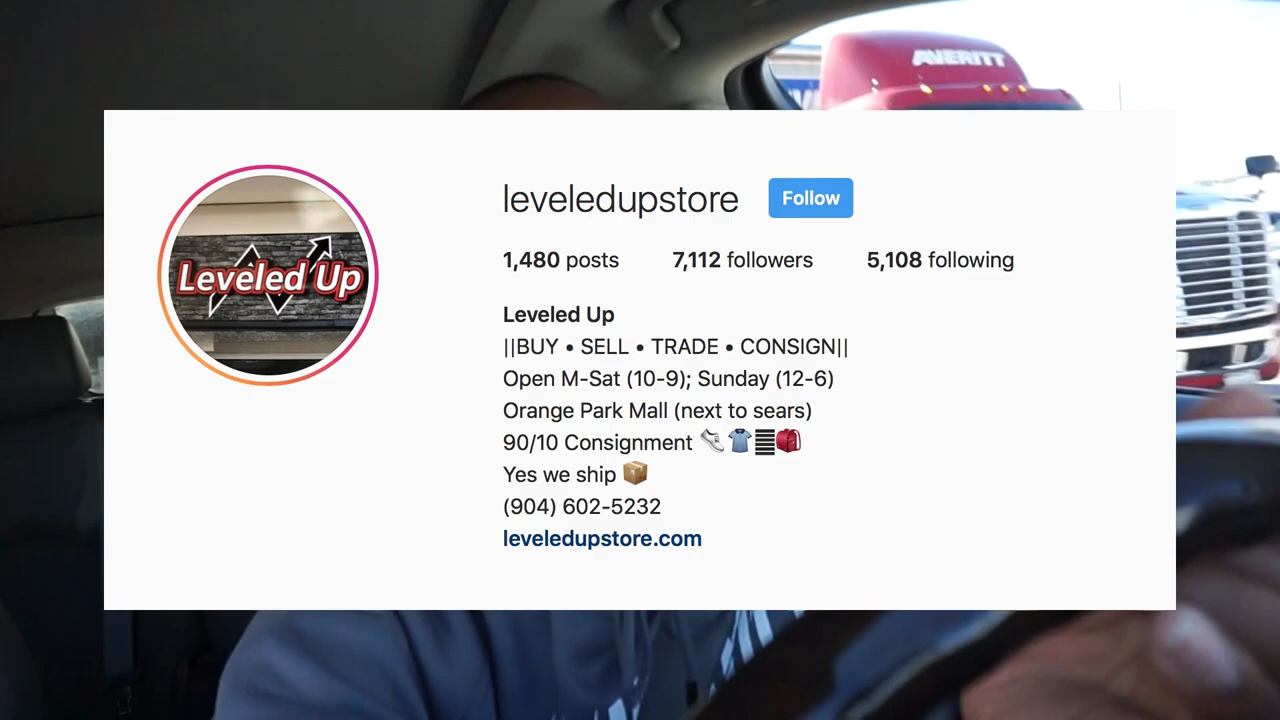 AVERITT
leveledupstore Follow
1,480 posts 7,112 followers 5,108 following
Leveled Up
Leveled Up
||BUY • SELL • TRADE • CONSIGN||
Open M-Sat (10-9); Sunday (12-6)
Orange Park Mall (next to sears)
90/10 Consignment 👟👕👖🎒
Yes we ship 📦
(904) 602-5232
leveledupstore.com